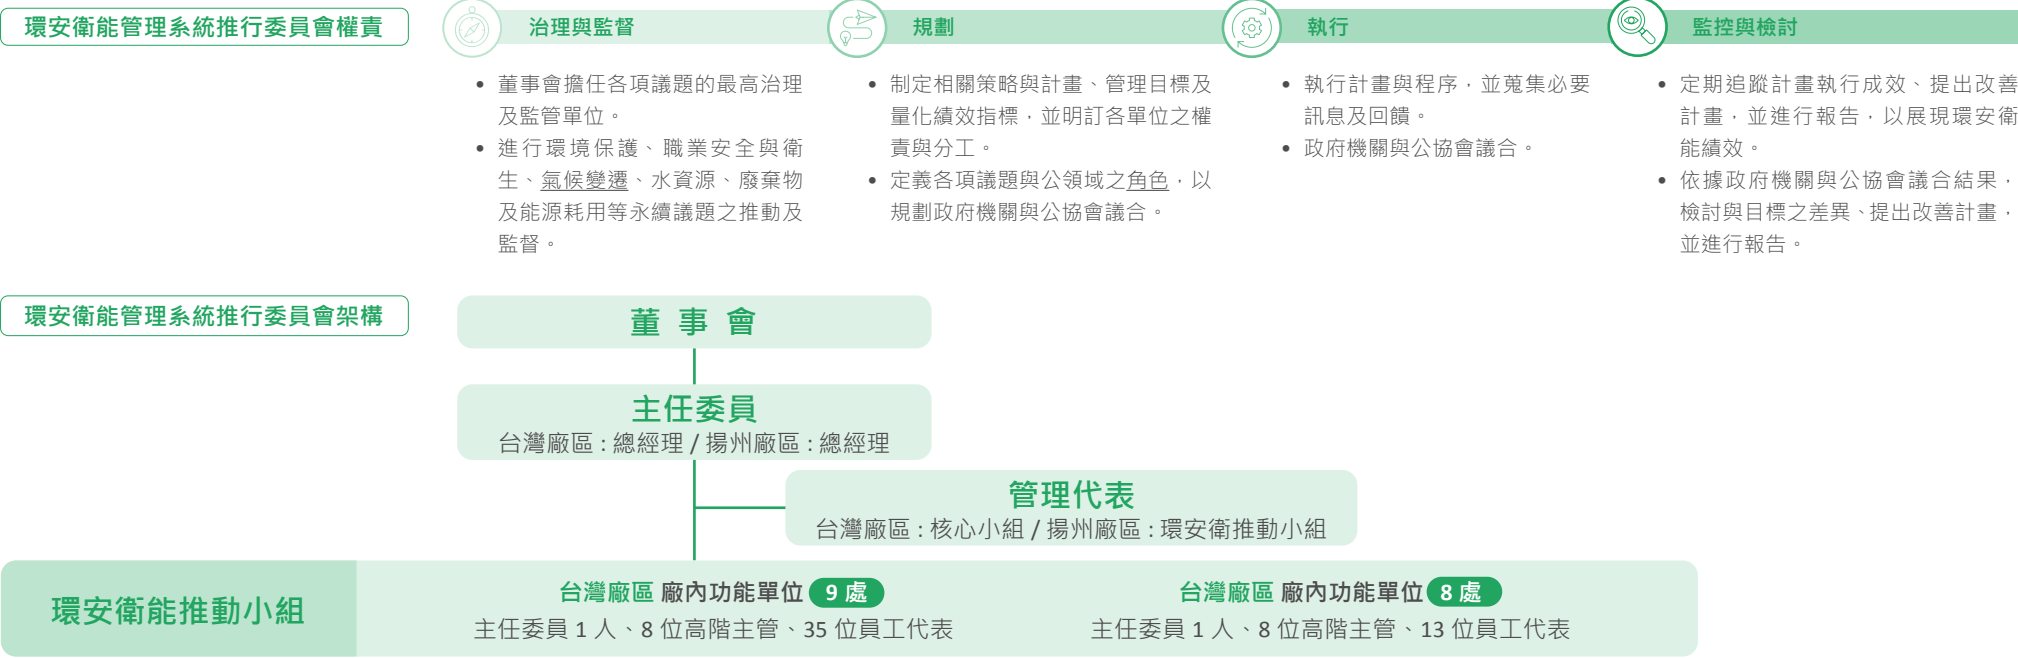 環安衛能管理系統推行委員會權責
治理與監督
• 董事會擔任各項議題的最高治理
及監管單位。
• 進行環境保護、職業安全與衛
生、氣候變遷、水資源、廢棄物
及能源耗用等永續議題之推動及
監督。
規劃
• 制定相關策略與計畫、管理目標及
量化績效指標，並明訂各單位之權
責與分工。
• 定義各項議題與公領域之角色，以
規劃政府機關與公協會議合。
執行
• 執行計畫與程序，並蒐集必要
訊息及回饋。
• 政府機關與公協會議合。
監控與檢討
• 定期追蹤計畫執行成效、提出改善
計畫，並進行報告，以展現環安衛
能績效。
• 依據政府機關與公協會議合結果，
檢討與目標之差異、提出改善計畫，
並進行報告。
環安衛能管理系統推行委員會架構
董事會
主任委員
台灣廠區 : 總經理 / 揚州廠區 : 總經理
管理代表
台灣廠區 : 核心小組 / 揚州廠區 : 環安衛推動小組
環安衛能推動小組
台灣廠區 廠內功能單位 9 處
主任委員 1 人、8 位高階主管、35 位員工代表
台灣廠區 廠內功能單位 8 處
主任委員 1 人、8 位高階主管、13 位員工代表